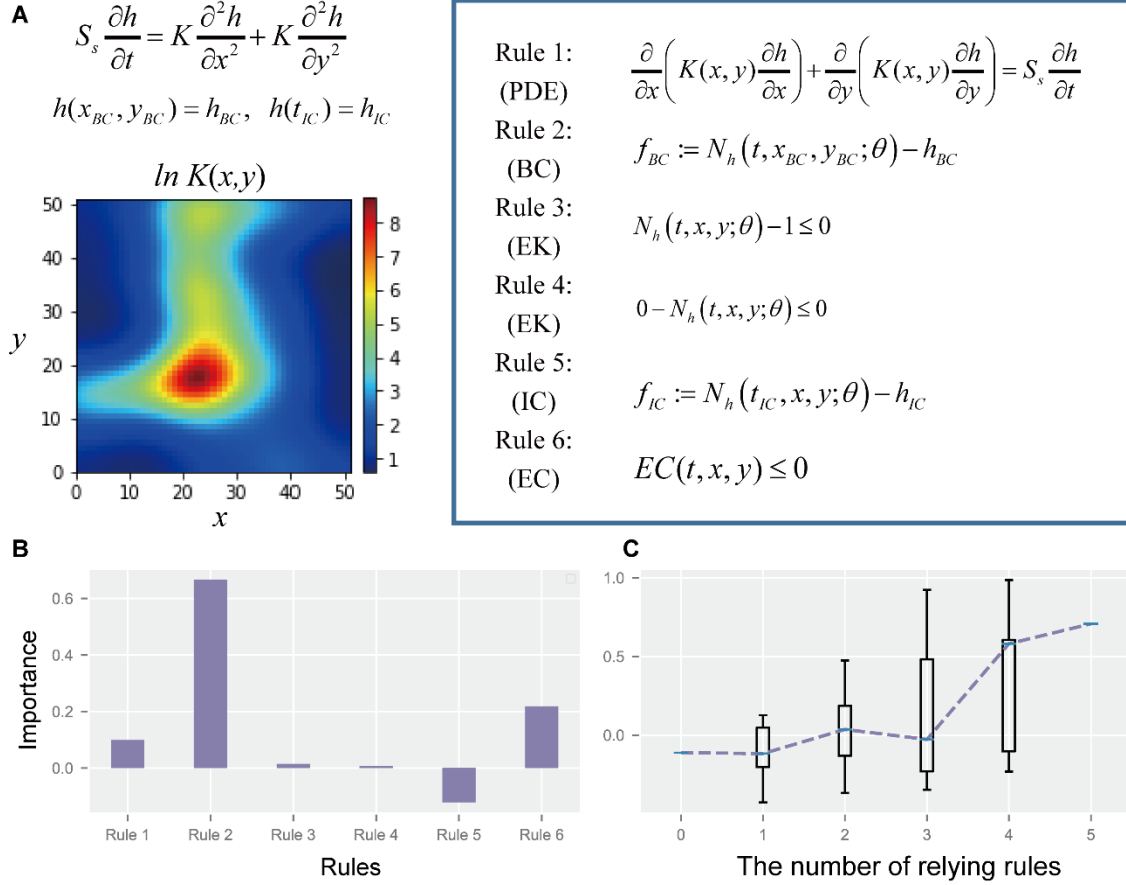 A
S_s ∂h/∂t = K ∂²h/∂x² + K ∂²h/∂y²
h(x_BC, y_BC) = h_BC, h(t_IC) = h_IC
ln K(x,y)
50
40
30
20
10
0
y
0 10 20 30 40 50
x
8
7
6
5
4
3
2
1
Rule 1:
(PDE)
∂/∂x (K(x, y) ∂h/∂x) + ∂/∂y (K(x, y) ∂h/∂y) = S_s ∂h/∂t
Rule 2:
(BC)
f_BC := N_h(t, x_BC, y_BC; θ) − h_BC
Rule 3:
(EK)
N_h(t, x, y; θ) − 1 ≤ 0
Rule 4:
(EK)
0 − N_h(t, x, y; θ) ≤ 0
Rule 5:
(IC)
f_IC := N_h(t_IC, x, y; θ) − h_IC
Rule 6:
(EC)
EC(t, x, y) ≤ 0
B
Importance
0.6
0.4
0.2
0.0
Rule 1 Rule 2 Rule 3 Rule 4 Rule 5 Rule 6
Rules
C
1.0
0.5
0.0
0 1 2 3 4 5
The number of relying rules